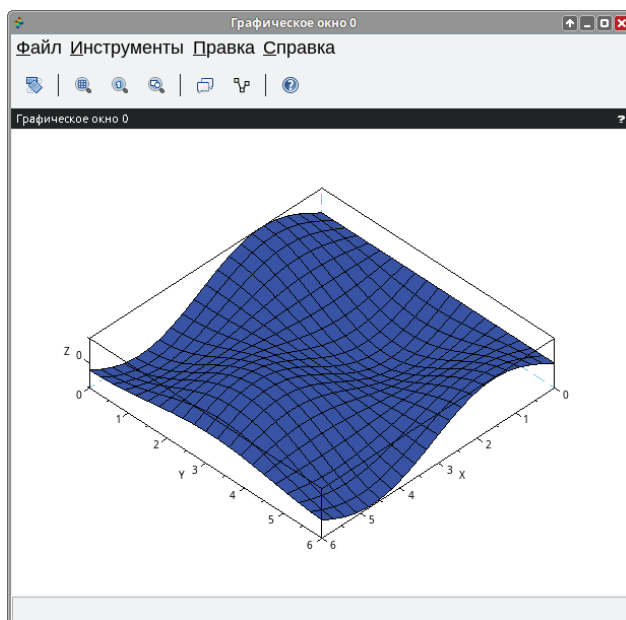 Графическое окно 0
Файл Инструменты Правка Справка
Графическое окно 0 ?
Z 0
0 0
1 1
2 2
Y 3 3 X
4 4
5 5
6 6